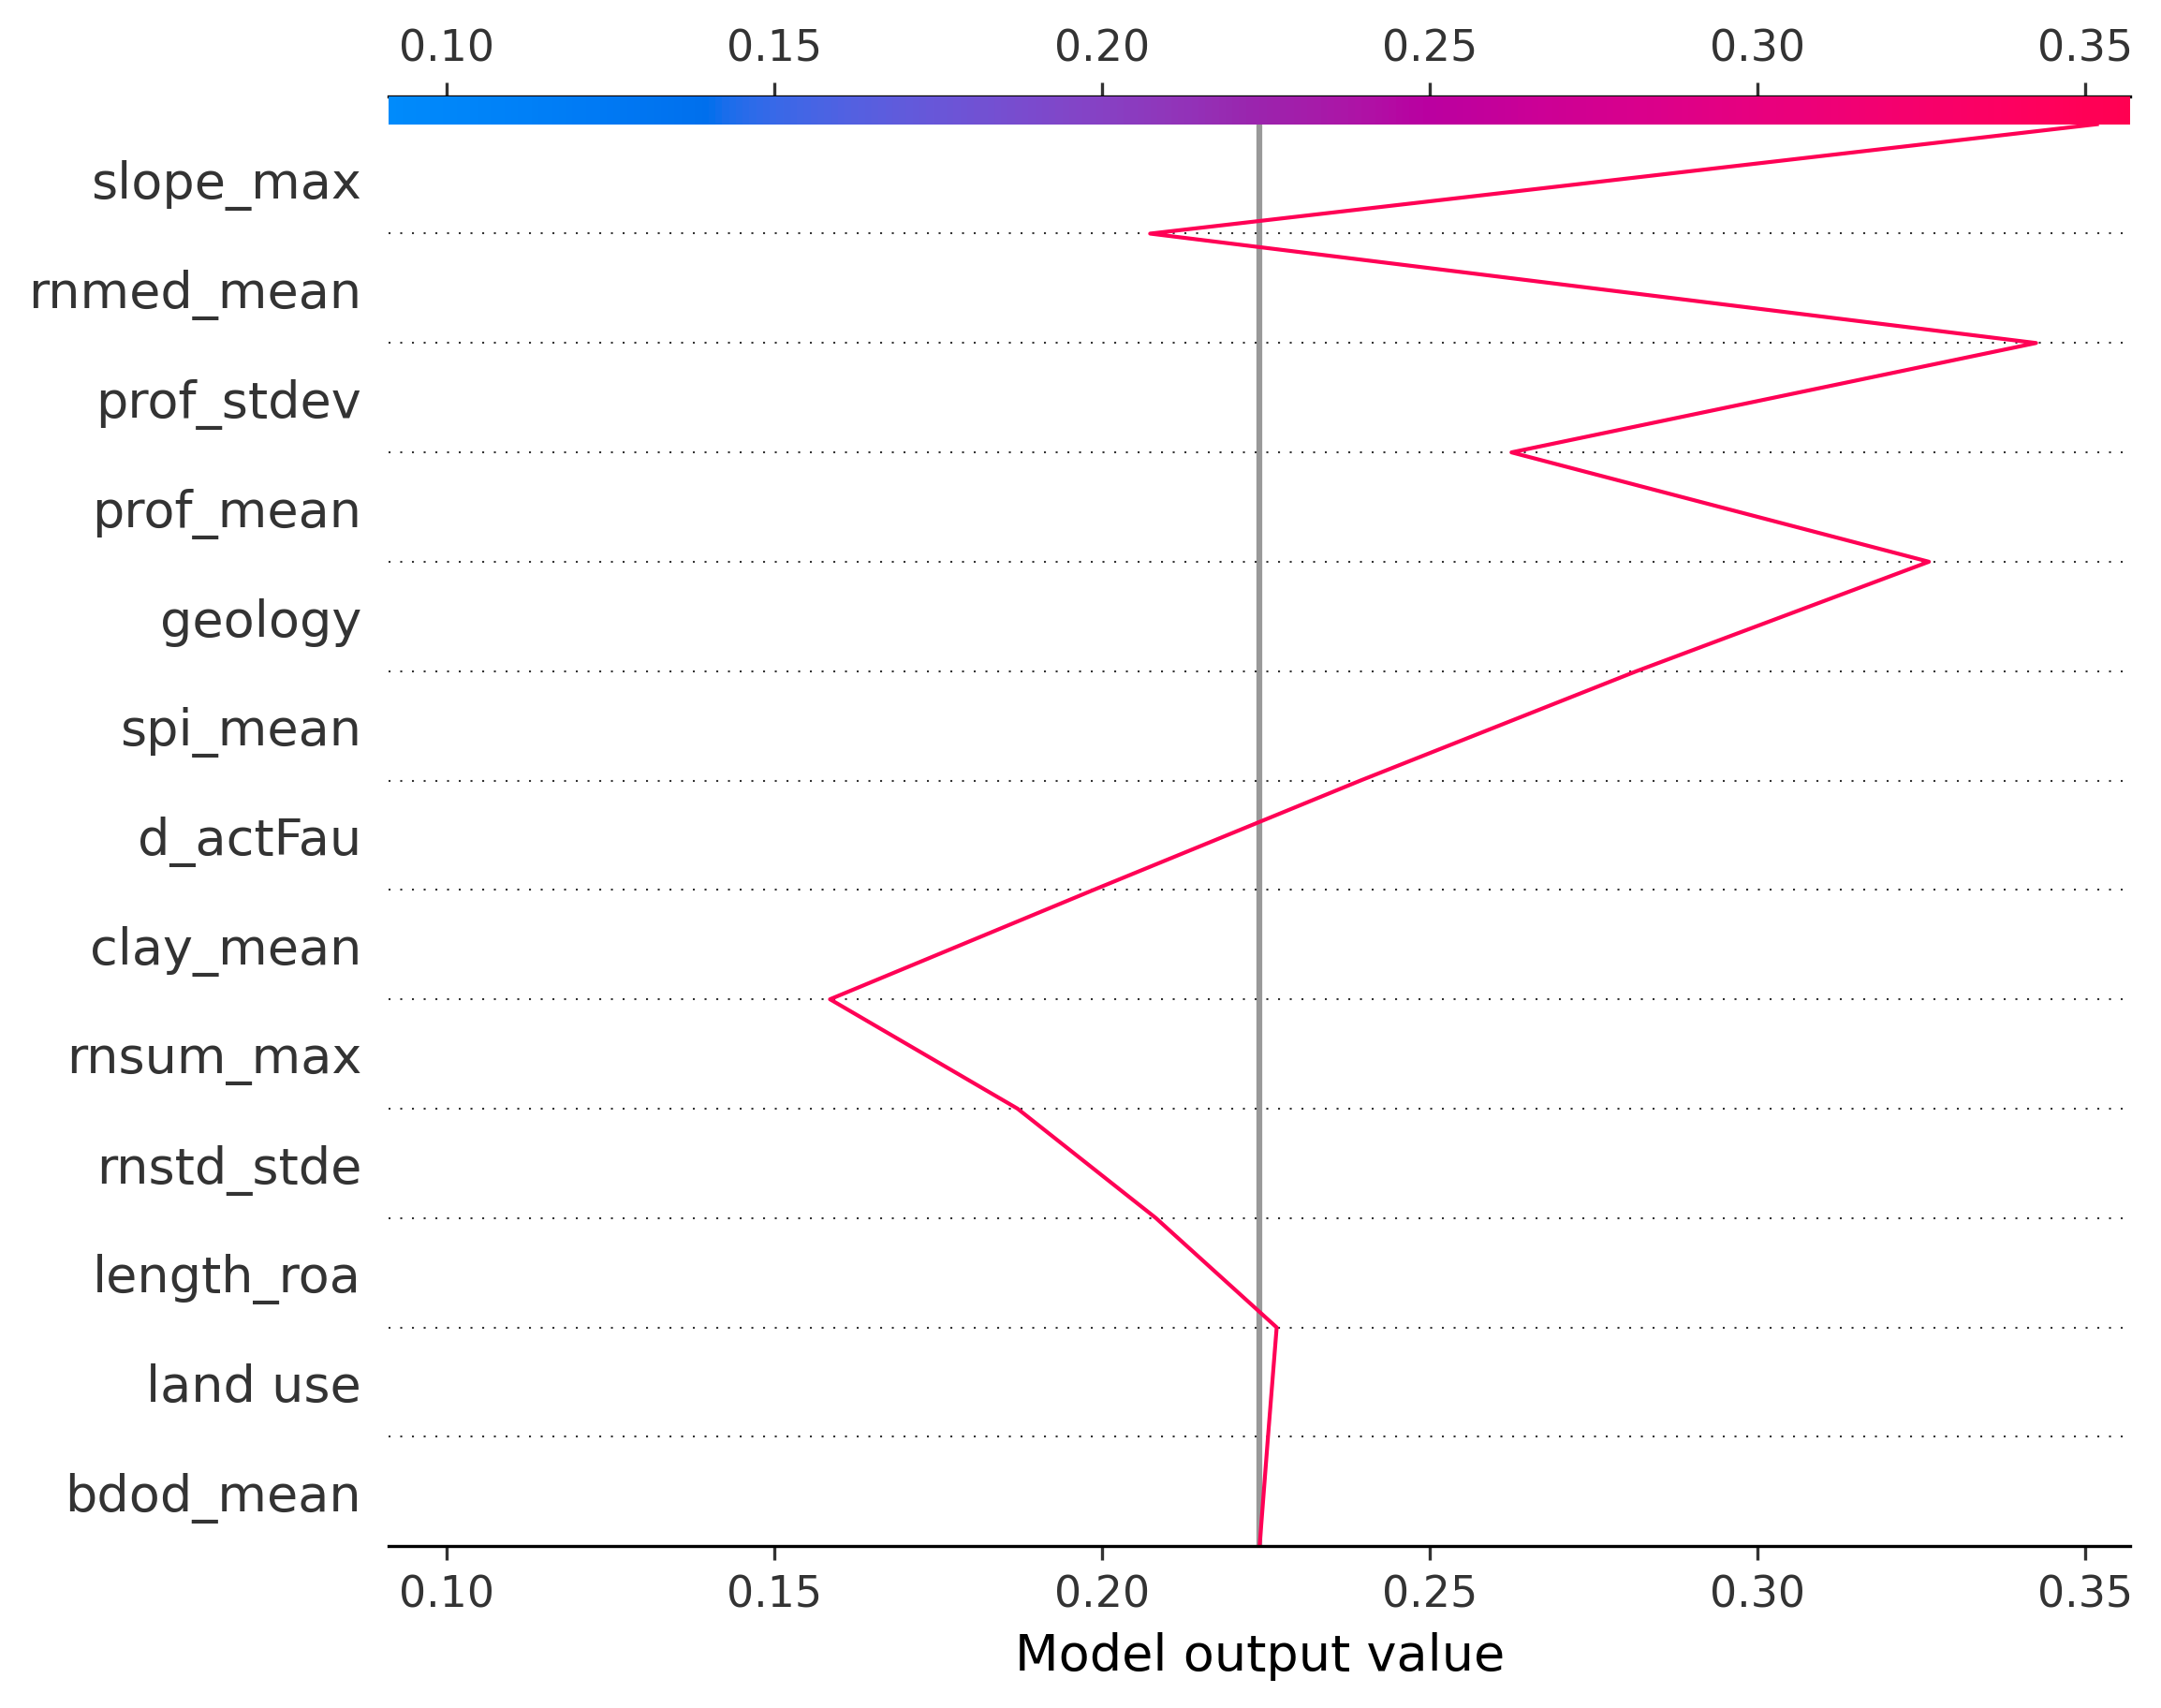 0.10 0.15 0.20 0.25 0.30 0.35
slope_max
rnmed_mean
prof_stdev
prof_mean
geology
spi_mean
d_actFau
clay_mean
rnsum_max
rnstd_stde
length_roa
land use
bdod_mean
0.10 0.15 0.20 0.25 0.30 0.35
Model output value